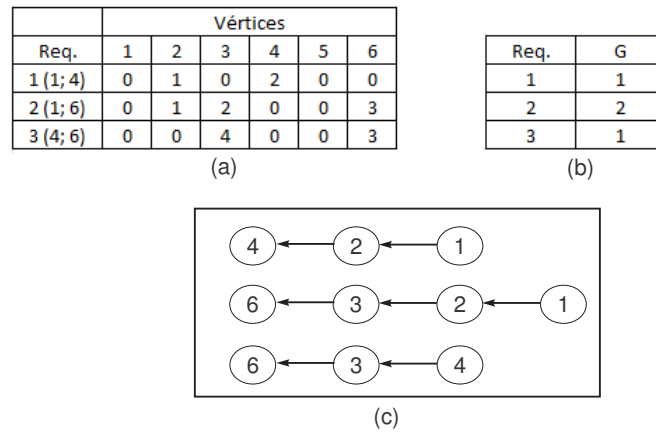 Vértices
Req. 1 2 3 4 5 6
1 (1; 4) 0 1 0 2 0 0
2 (1; 6) 0 1 2 0 0 3
3 (4; 6) 0 0 4 0 0 3
(a)
Req. G
1 1
2 2
3 1
(b)
4 2 1
6 3 2 1
6 3 4
(c)